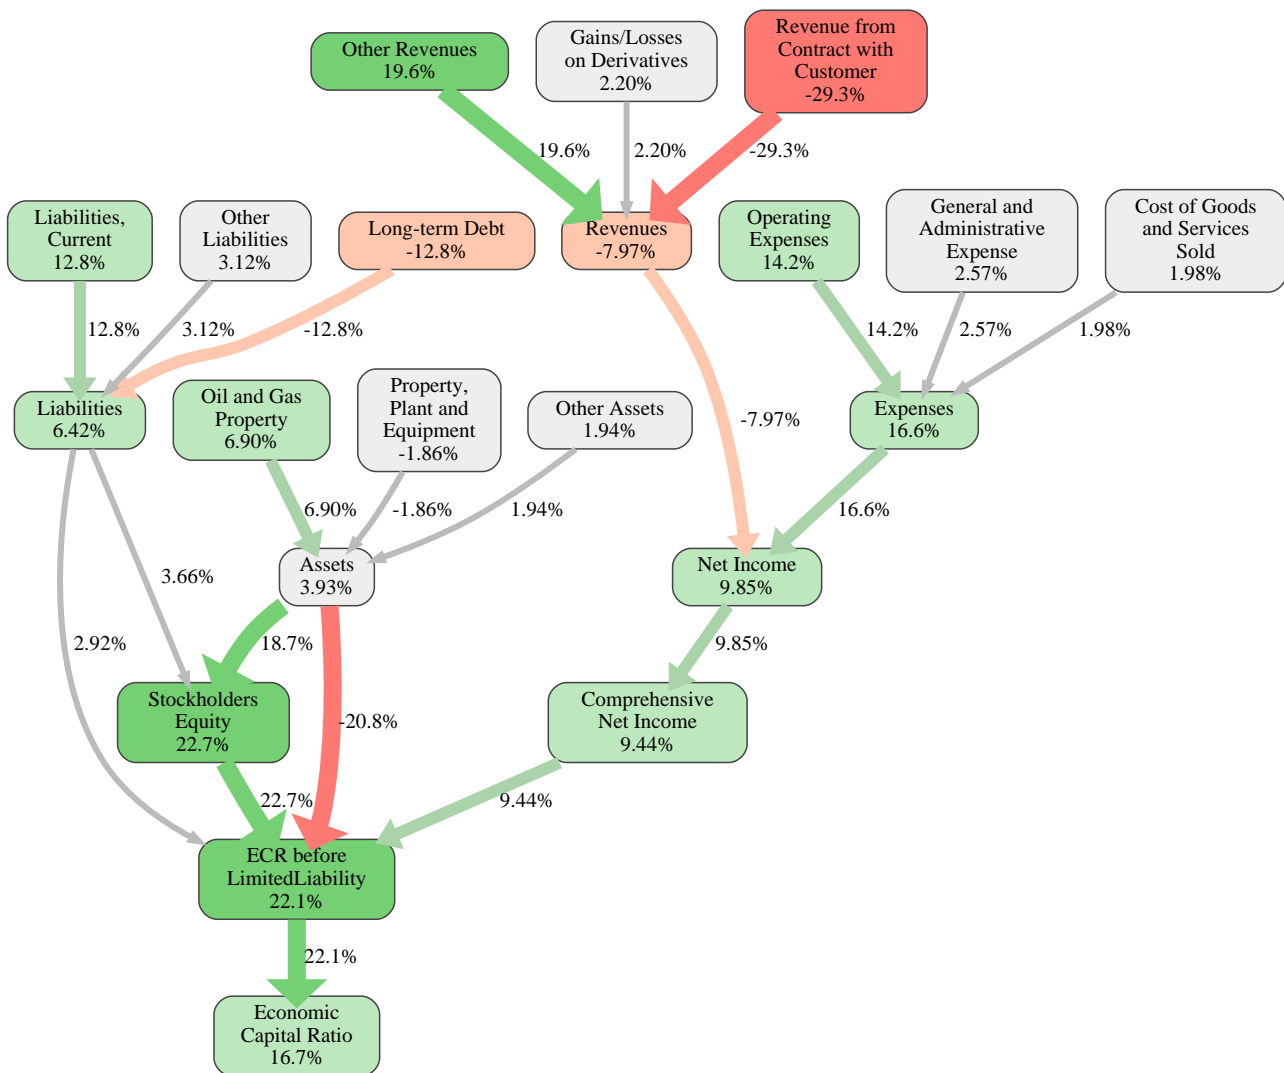 Other Revenues
19.6%
Gains/Losses
on Derivatives
2.20%
Revenue from
Contract with
Customer
-29.3%
19.6%
2.20%
-29.3%
Liabilities,
Current
12.8%
Other
Liabilities
3.12%
Long-term Debt
-12.8%
Revenues
-7.97%
Operating
Expenses
14.2%
General and
Administrative
Expense
2.57%
Cost of Goods
and Services
Sold
1.98%
12.8%
3.12%
-12.8%
14.2%
2.57%
1.98%
Liabilities
6.42%
Oil and Gas
Property
6.90%
Property,
Plant and
Equipment
-1.86%
Other Assets
1.94%
-7.97%
Expenses
16.6%
6.90%
-1.86%
1.94%
16.6%
3.66%
Assets
3.93%
Net Income
9.85%
2.92%
18.7%
9.85%
Stockholders
Equity
22.7%
-20.8%
Comprehensive
Net Income
9.44%
22.7%
9.44%
ECR before
LimitedLiability
22.1%
22.1%
Economic
Capital Ratio
16.7%